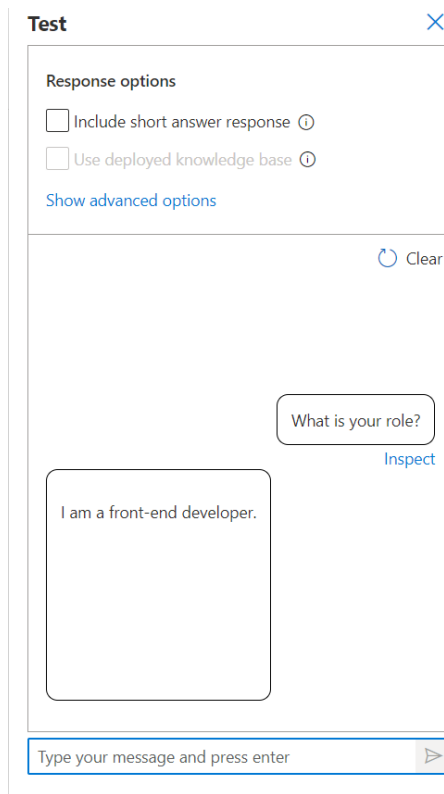 Test
Response options
Include short answer response
Use deployed knowledge base
Show advanced options
Clear
What is your role?
Inspect
I am a front-end developer.
Type your message and press enter